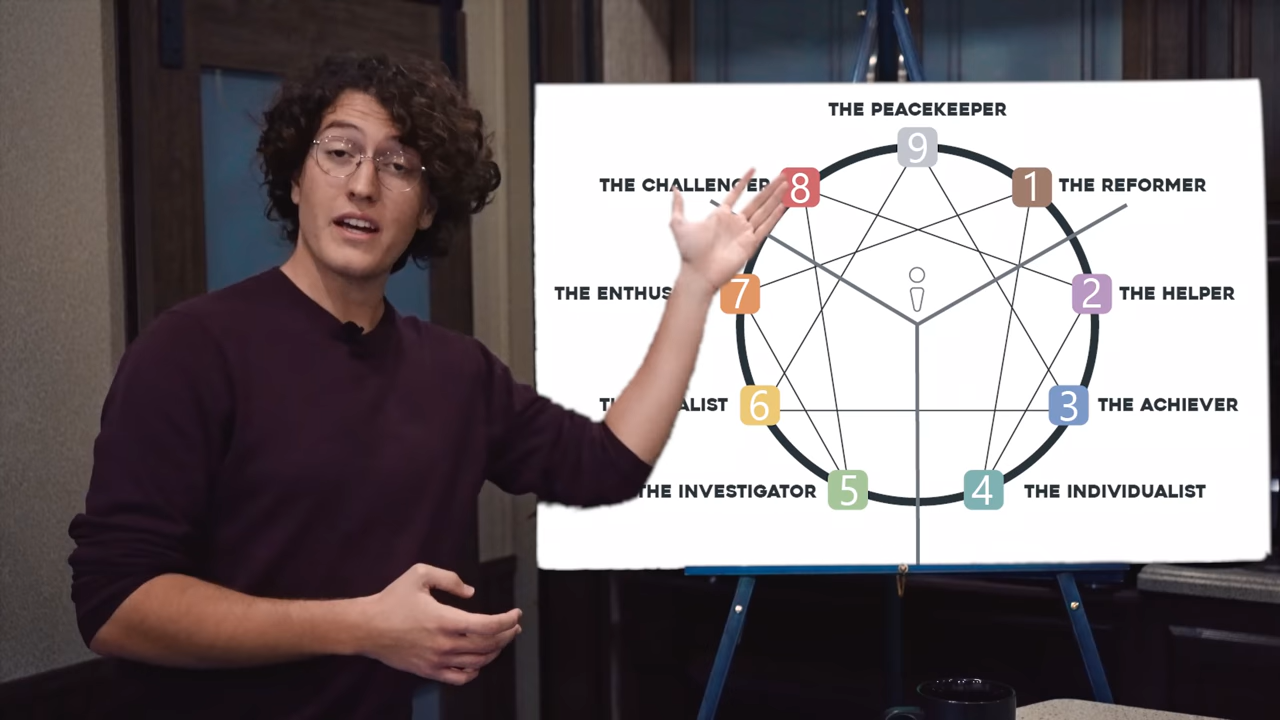 THE PEACEKEEPER
9
THE CHALLENGER 8
1 THE REFORMER
THE ENTHUS 7
2 THE HELPER
6
3 THE ACHIEVER
THE INVESTIGATOR 5
4 THE INDIVIDUALIST